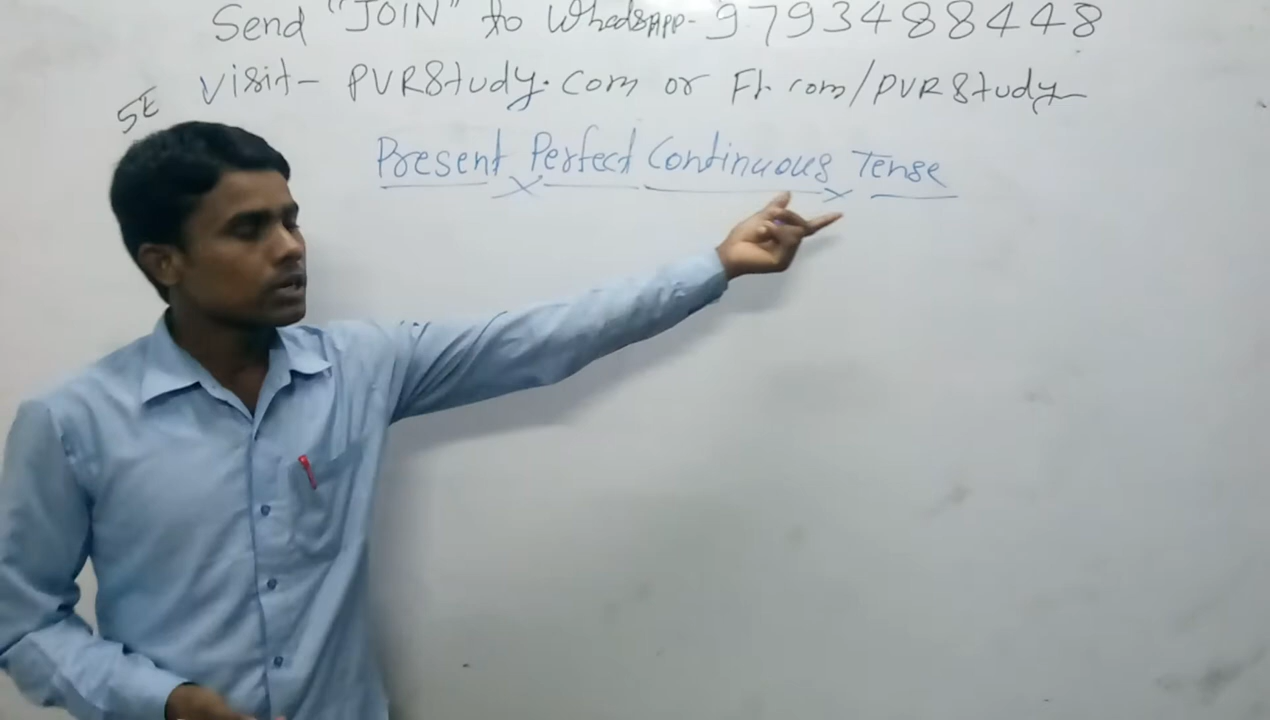 Send "JOIN" to WhatsApp - 9793488448
visit - PVRStudy.com or Fb.com/PVRStudy
5E
Present Perfect Continuous Tense